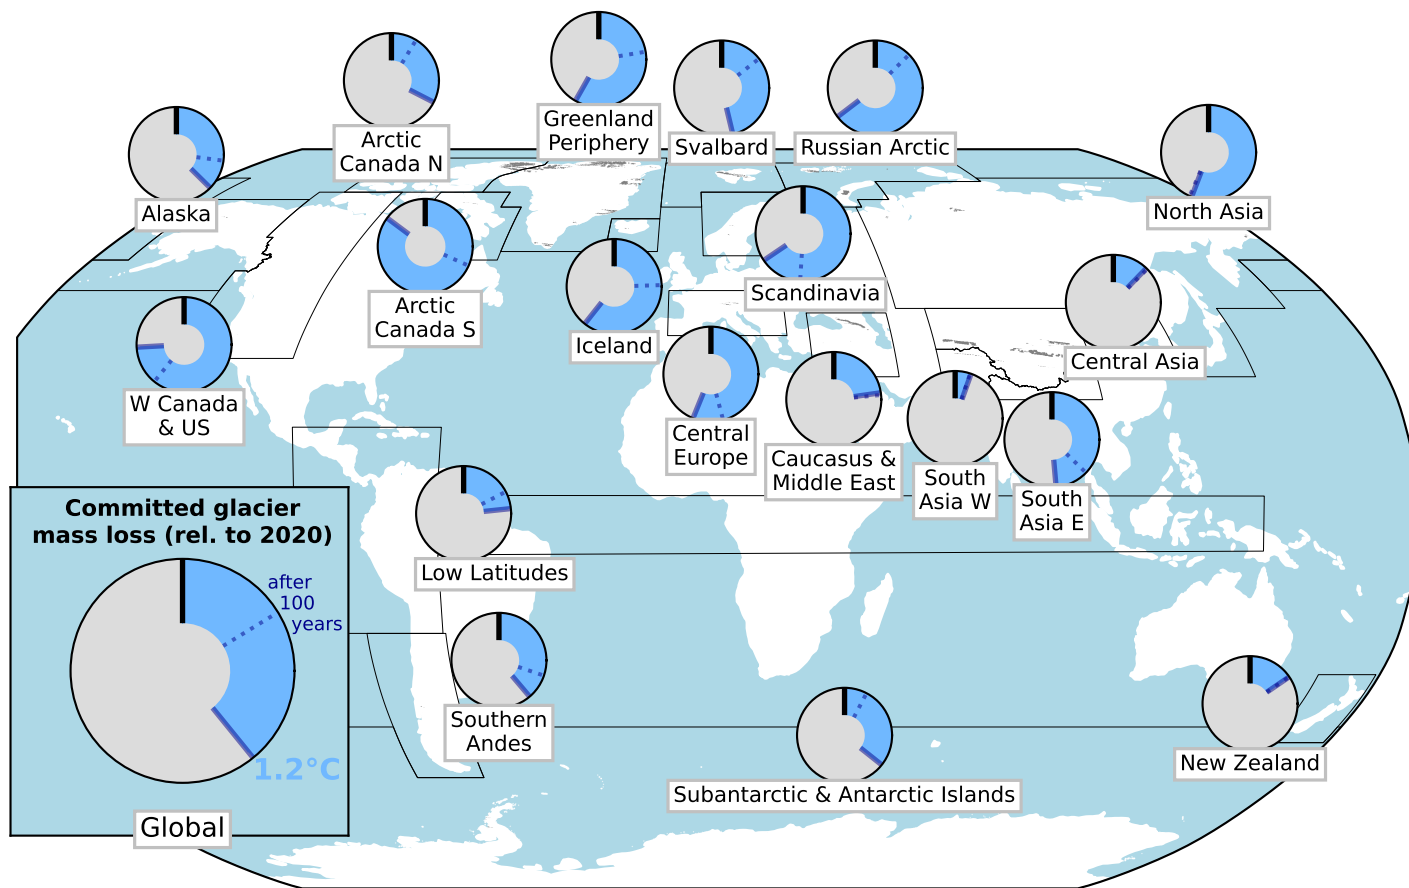 Greenland
Periphery
Arctic
Canada N
Svalbard
Russian Arctic
Alaska
North Asia
Scandinavia
Arctic
Canada S
Iceland
Central Asia
W Canada
& US
Central
Europe
Caucasus &
Middle East
South
Asia W
South
Asia E
Committed glacier
mass loss (rel. to 2020)
after
100
years
1.2°C
Global
Low Latitudes
Southern
Andes
New Zealand
Subantarctic & Antarctic Islands